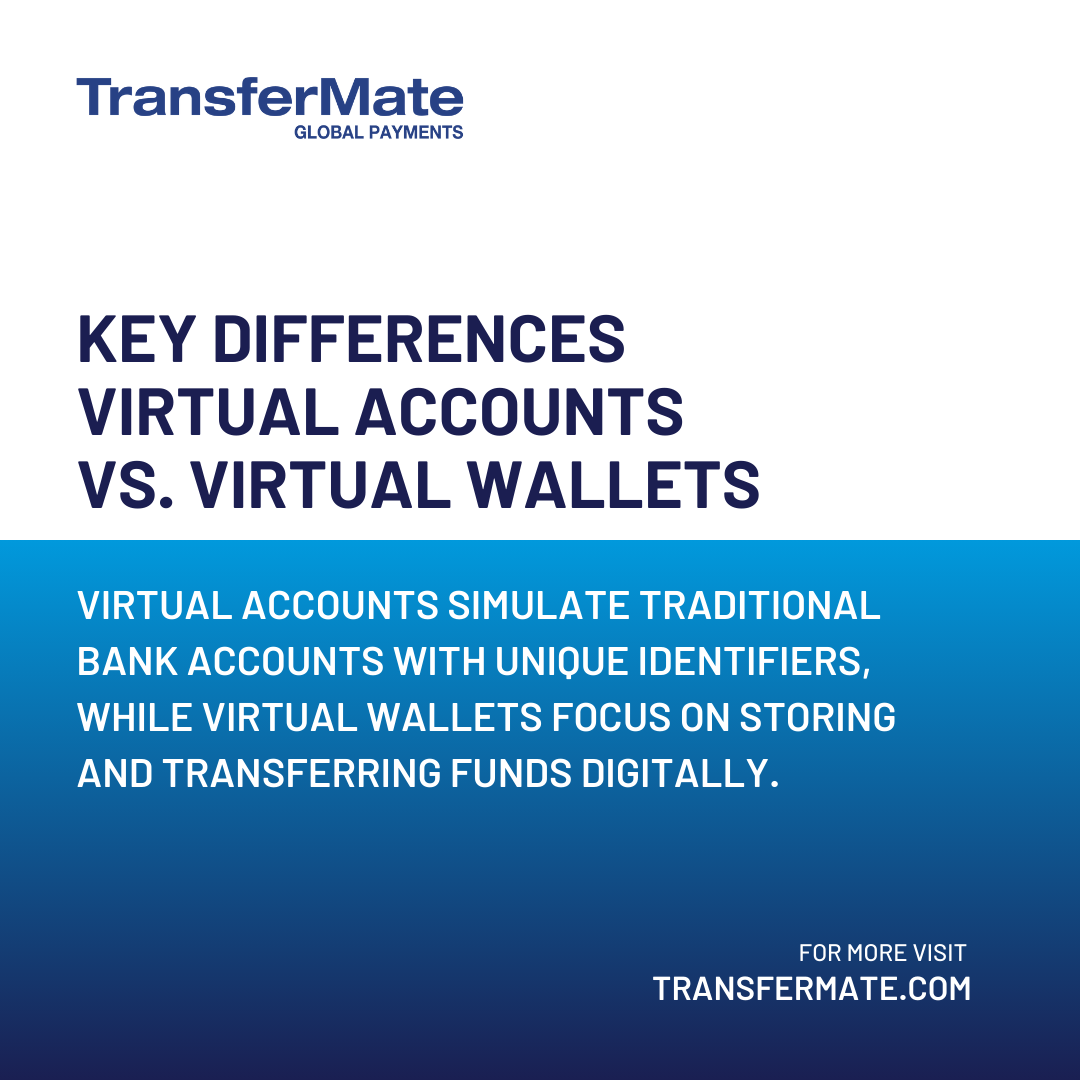 TransferMate
GLOBAL PAYMENTS
KEY DIFFERENCES
VIRTUAL ACCOUNTS
VS. VIRTUAL WALLETS
VIRTUAL ACCOUNTS SIMULATE TRADITIONAL
BANK ACCOUNTS WITH UNIQUE IDENTIFIERS,
WHILE VIRTUAL WALLETS FOCUS ON STORING
AND TRANSFERRING FUNDS DIGITALLY.
FOR MORE VISIT
TRANSFERMATE.COM